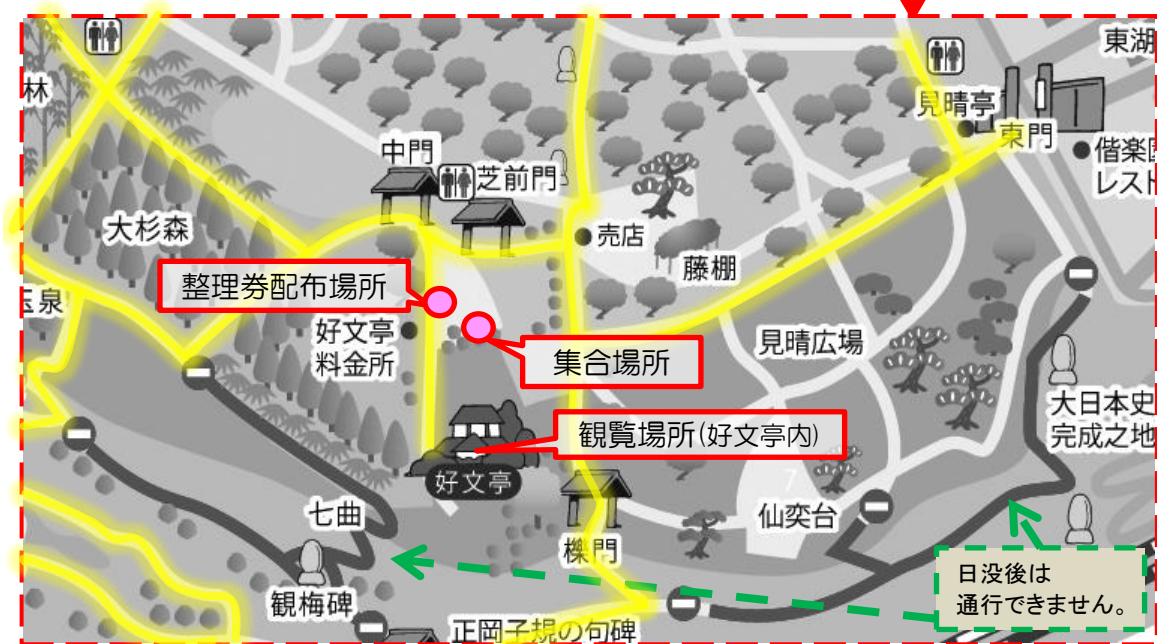 東湖
林
見晴亭
東門
偕楽園
レスト
中門
芝前門
大杉森
売店
藤棚
整理券配布場所
玉泉
好文亭
料金所
集合場所
見晴広場
大日本史
完成之地
観覧場所(好文亭内)
好文亭
七曲
仙奕台
櫟門
観梅碑
正岡子規の句碑
日没後は
通行できません。